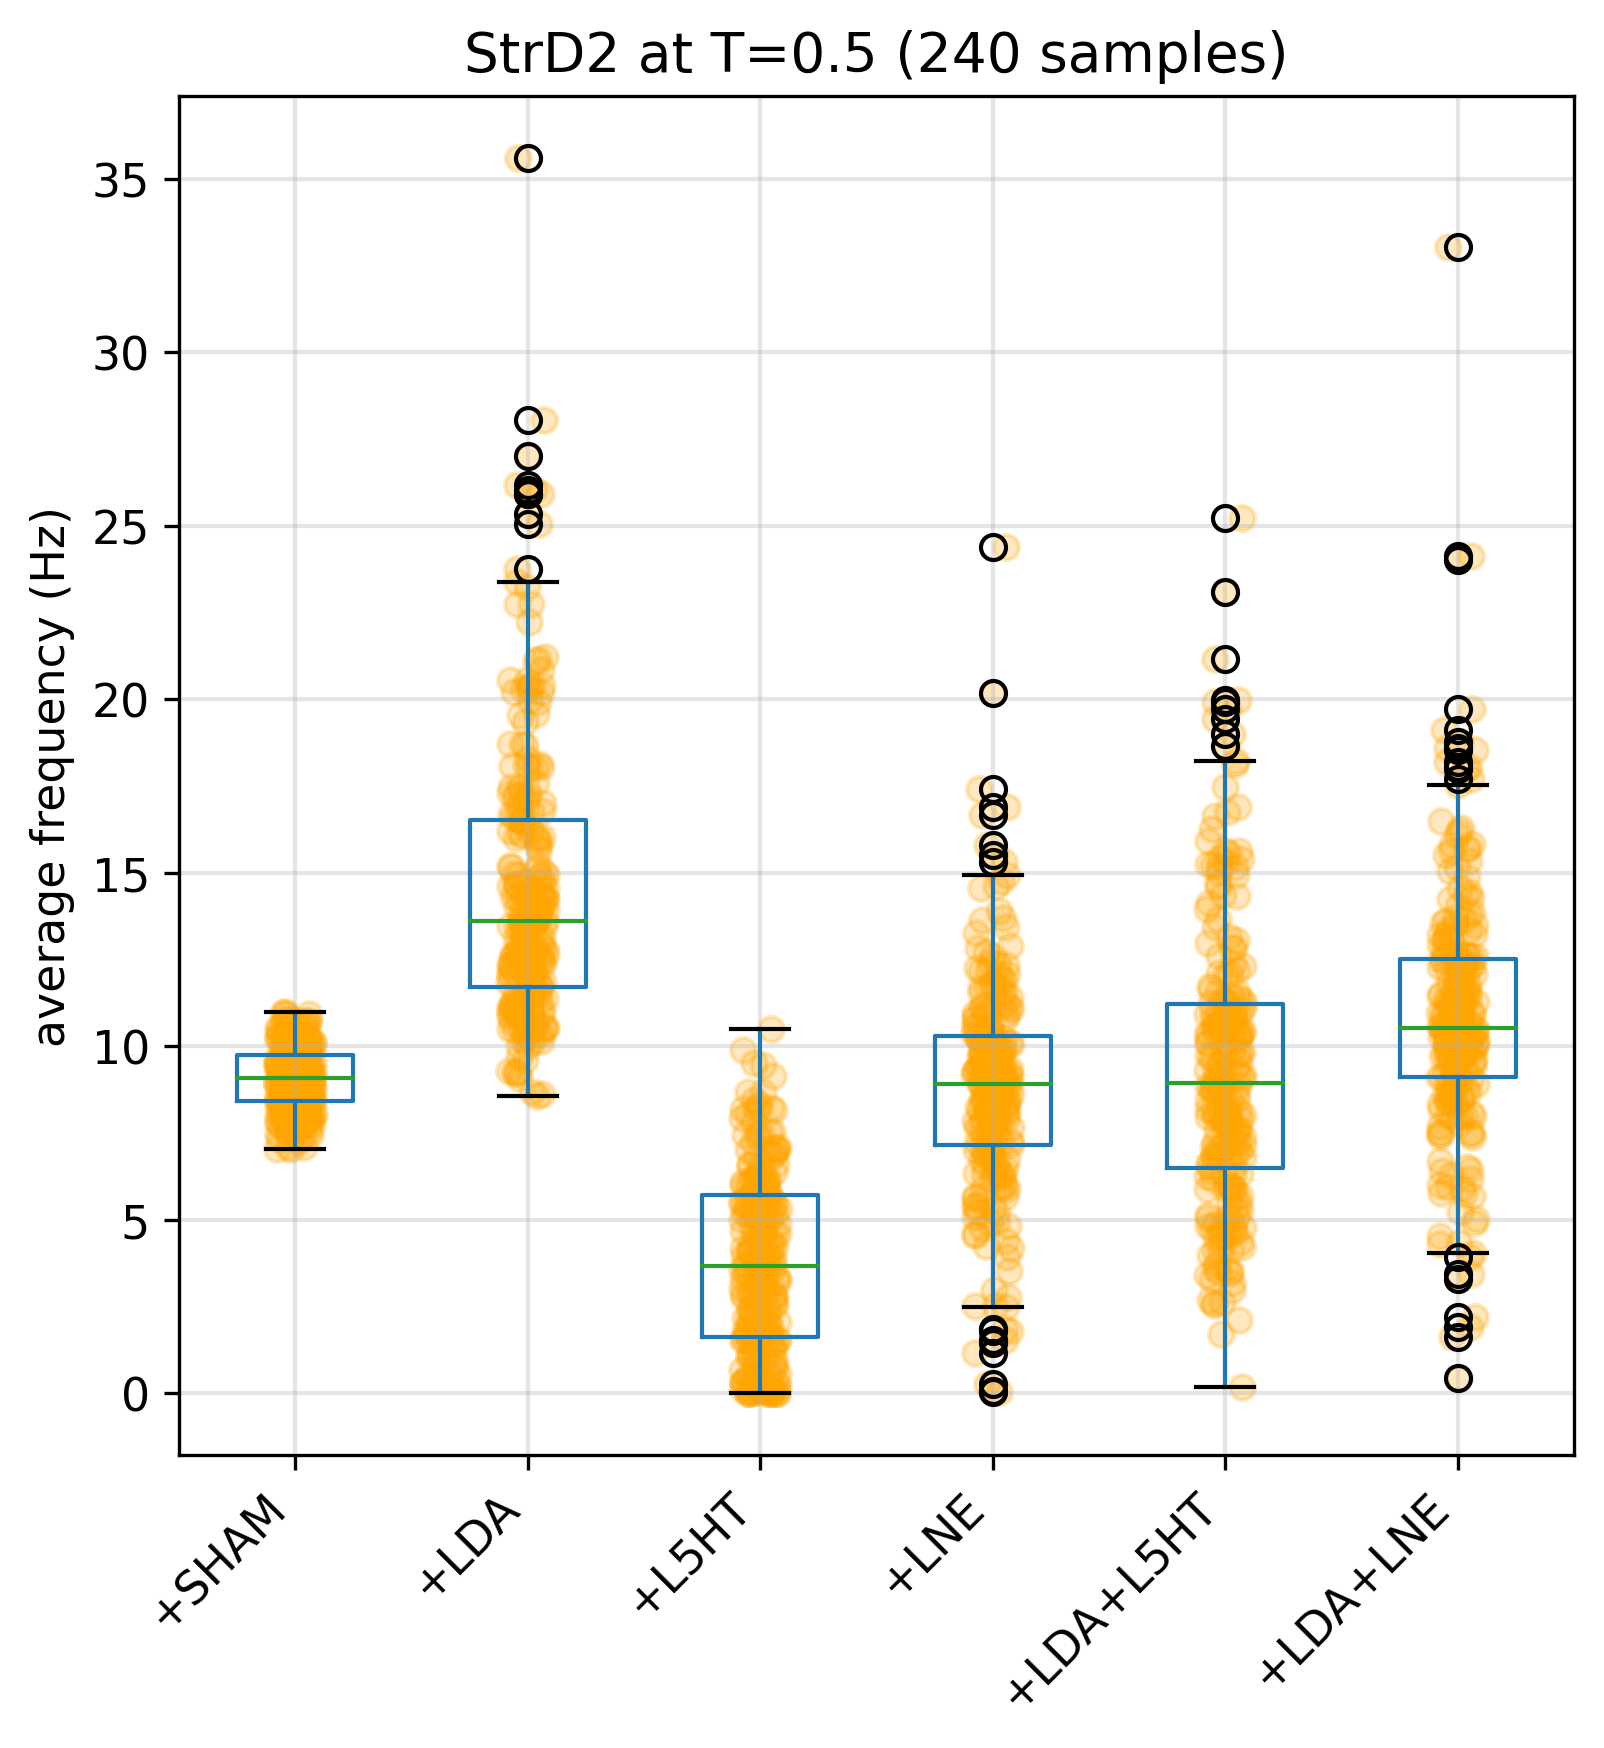 StrD2 at T=0.5 (240 samples)
average frequency (Hz)
35
30
25
20
15
10
5
0
+SHAM
+LDA
+L5HT
+LNE
+LDA+L5HT
+LDA+LNE